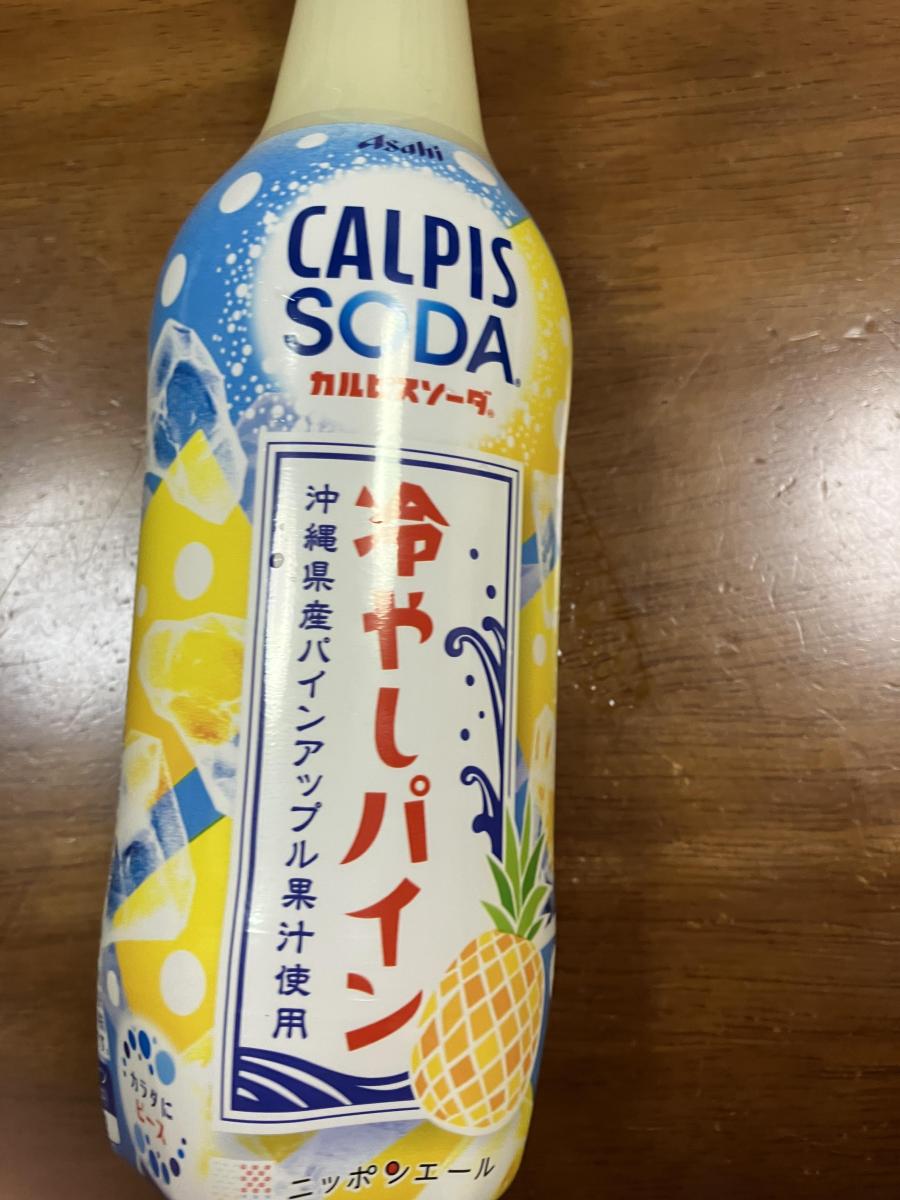 Asahi
CALPIS
SODA
カルピスソーダ
冷やしパイン
沖縄県産パインアップル果汁使用
カラダに
ピース
ニッポンエール